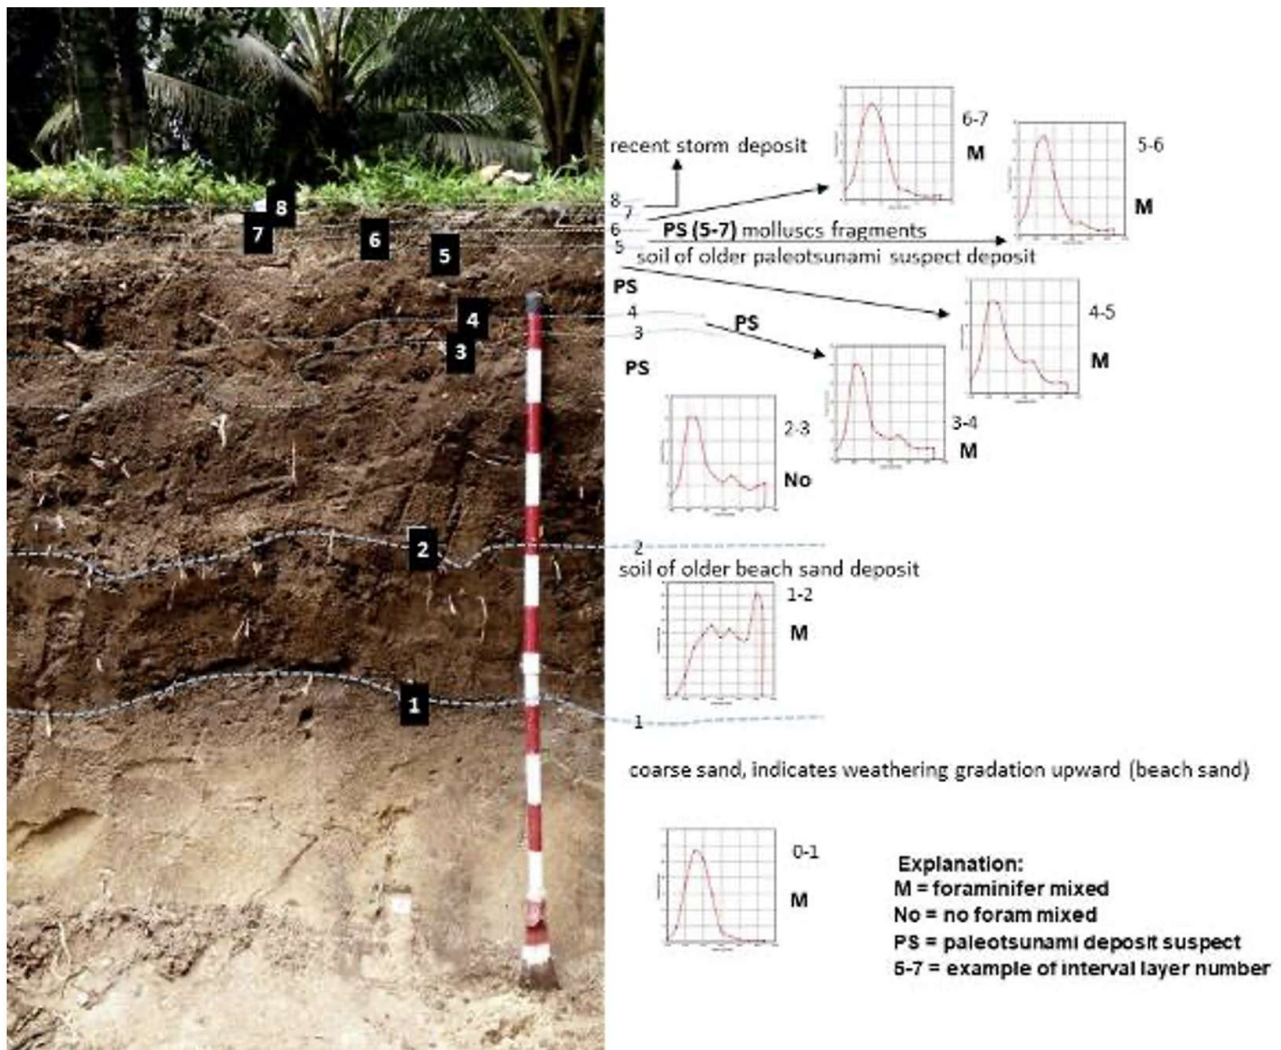 8
7
6
5
4
3
2
1
recent storm deposit
8
7
6
5
PS (5-7) molluscs fragments
soil of older paleotsunami suspect deposit
6-7
M
5-6
M
PS
4
3
PS
4-5
M
PS
3-4
M
2-3
No
2
soil of older beach sand deposit
1-2
M
1
coarse sand, indicates weathering gradation upward (beach sand)
0-1
M
Explanation:
M = foraminifer mixed
No = no foram mixed
PS = paleotsunami deposit suspect
5-7 = example of interval layer number